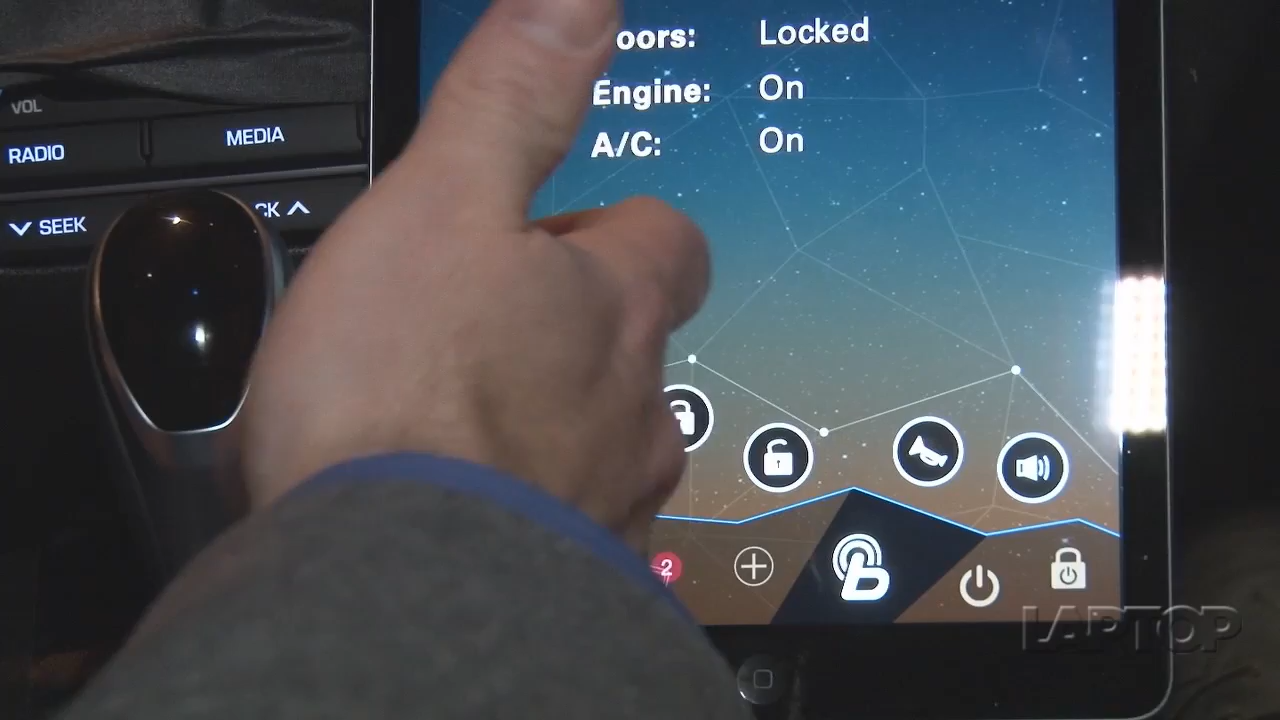 oors: Locked
Engine: On
A/C: On
VOL
RADIO
MEDIA
SEEK
CK
2
LAPTOP